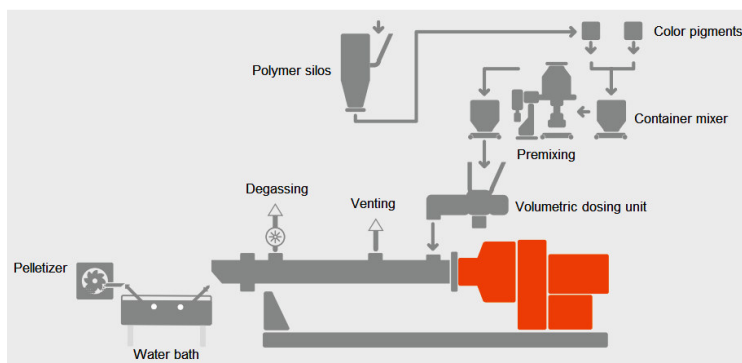 Color pigments
Polymer silos
Container mixer
Premixing
Degassing
Venting
Volumetric dosing unit
Pelletizer
Water bath